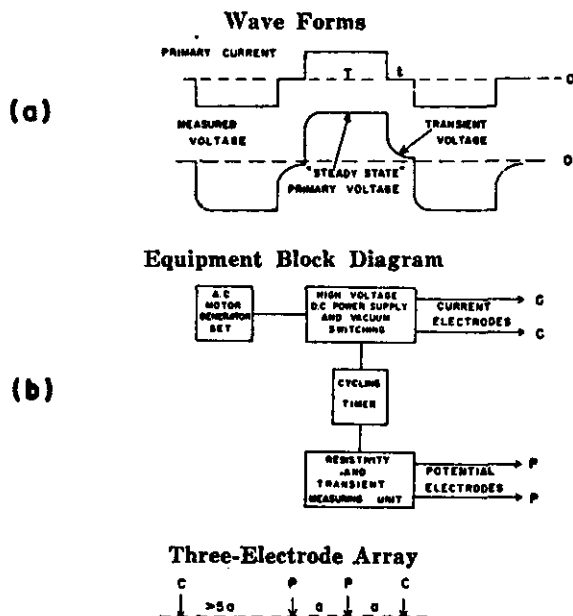 Wave Forms
PRIMARY CURRENT
T t
O
(a)
MEASURED VOLTAGE
TRANSIENT VOLTAGE
O
"STEADY STATE"
PRIMARY VOLTAGE
Equipment Block Diagram
A.C
MOTOR
GENERATOR
SET
HIGH VOLTAGE
D.C POWER SUPPLY
AND VACUUM
SWITCHING
CURRENT
ELECTRODES
C
C
(b)
CYCLING
TIMER
RESISTIVITY
AND
TRANSIENT
MEASURING UNIT
POTENTIAL
ELECTRODES
P
P
Three-Electrode Array
C P P C
>5a a a